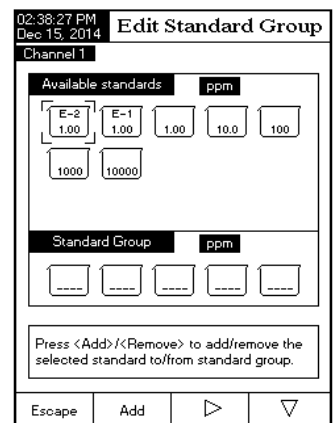 02:38:27 PM
Dec 15, 2014
Edit Standard Group
Channel 1
Available standards ppm
E-2 E-1
1.00 1.00 1.00 10.0 100
1000 10000
Standard Group ppm
---- ---- ---- ---- ----
Press <Add>/<Remove> to add/remove the
selected standard to/from standard group.
Escape Add